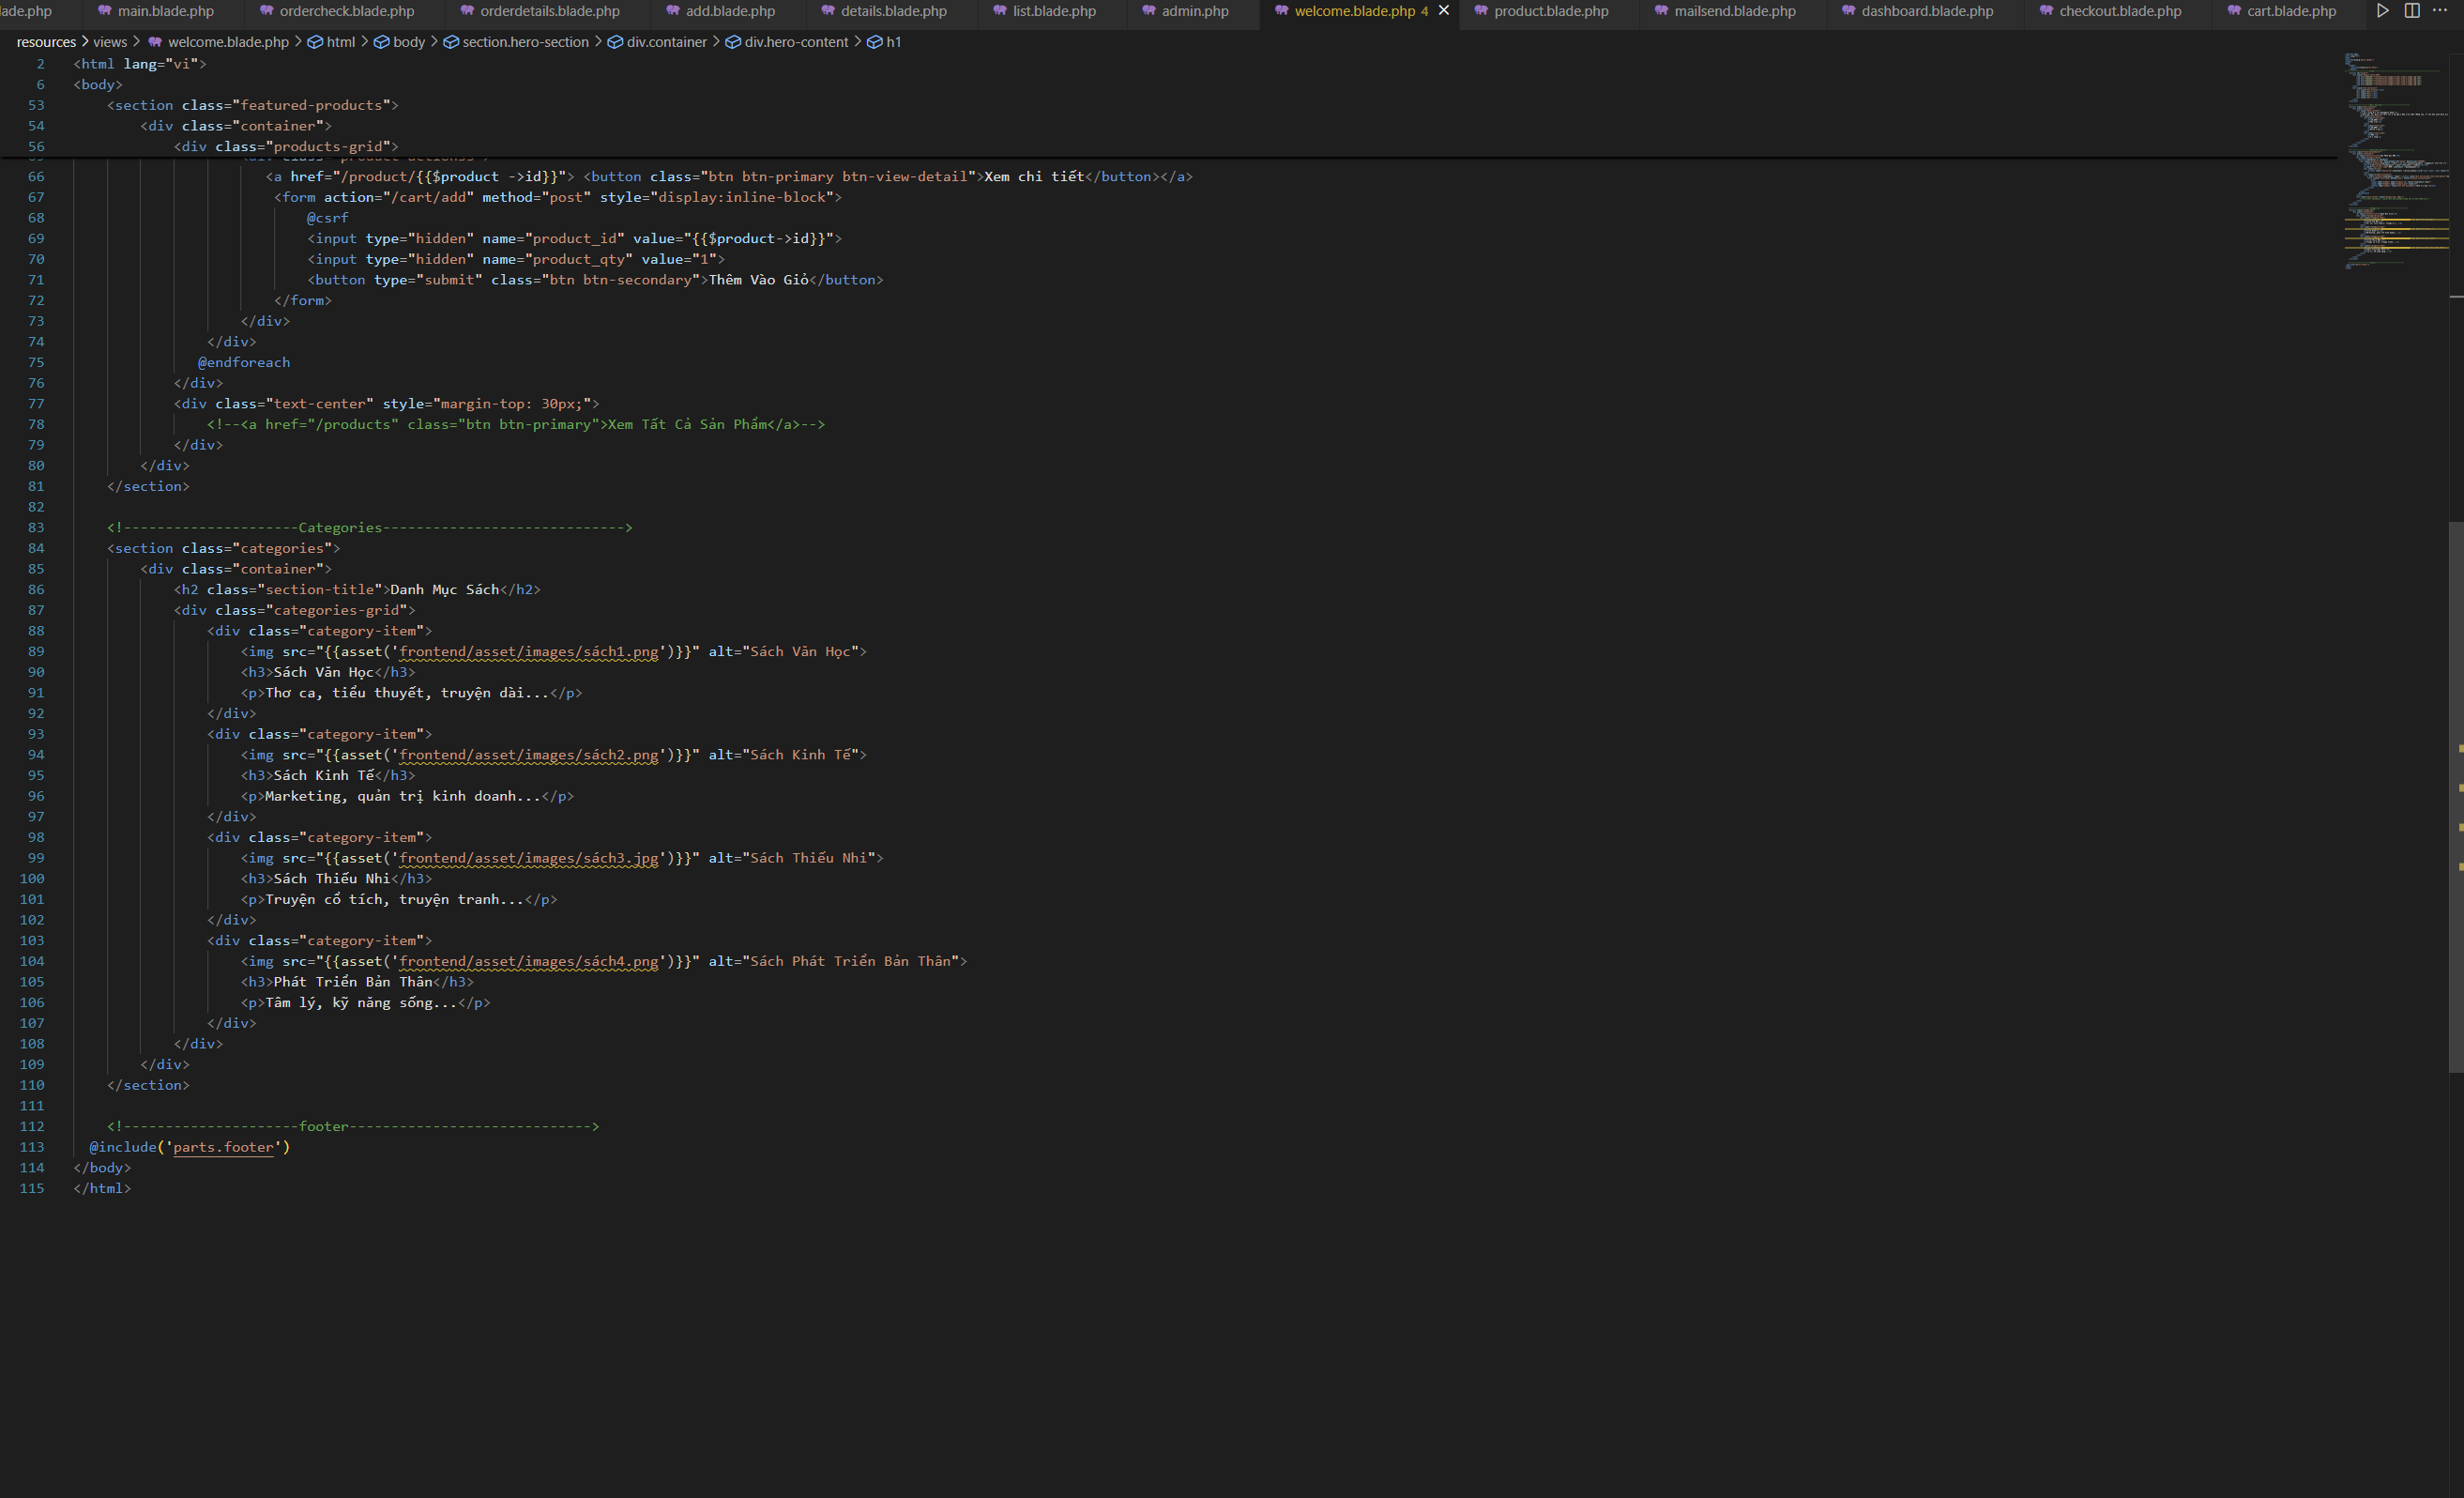 lade.php main.blade.php ordercheck.blade.php orderdetails.blade.php add.blade.php details.blade.php list.blade.php admin.php welcome.blade.php 4 product.blade.php mailsend.blade.php dashboard.blade.php checkout.blade.php cart.blade.php
resources > views > welcome.blade.php > html > body > section.hero-section > div.container > div.hero-content > h1
2 <html lang="vi">
6 <body>
53 <section class="featured-products">
54 <div class="container">
56 <div class="products-grid">
66 <a href="/product/{{$product ->id}}"> <button class="btn btn-primary btn-view-detail">Xem chi tiết</button></a>
67 <form action="/cart/add" method="post" style="display:inline-block">
68 @csrf
69 <input type="hidden" name="product_id" value="{{$product->id}}">
70 <input type="hidden" name="product_qty" value="1">
71 <button type="submit" class="btn btn-secondary">Thêm Vào Giỏ</button>
72 </form>
73 </div>
74 </div>
75 @endforeach
76 </div>
77 <div class="text-center" style="margin-top: 30px;">
78 <!--<a href="/products" class="btn btn-primary">Xem Tất Cả Sản Phẩm</a>-->
79 </div>
80 </div>
81 </section>
82
83 <!---------------------Categories----------------------------->
84 <section class="categories">
85 <div class="container">
86 <h2 class="section-title">Danh Mục Sách</h2>
87 <div class="categories-grid">
88 <div class="category-item">
89 <img src="{{asset('frontend/asset/images/sách1.png')}}" alt="Sách Văn Học">
90 <h3>Sách Văn Học</h3>
91 <p>Thơ ca, tiểu thuyết, truyện dài...</p>
92 </div>
93 <div class="category-item">
94 <img src="{{asset('frontend/asset/images/sách2.png')}}" alt="Sách Kinh Tế">
95 <h3>Sách Kinh Tế</h3>
96 <p>Marketing, quản trị kinh doanh...</p>
97 </div>
98 <div class="category-item">
99 <img src="{{asset('frontend/asset/images/sách3.jpg')}}" alt="Sách Thiếu Nhi">
100 <h3>Sách Thiếu Nhi</h3>
101 <p>Truyện cổ tích, truyện tranh...</p>
102 </div>
103 <div class="category-item">
104 <img src="{{asset('frontend/asset/images/sách4.png')}}" alt="Sách Phát Triển Bản Thân">
105 <h3>Phát Triển Bản Thân</h3>
106 <p>Tâm lý, kỹ năng sống...</p>
107 </div>
108 </div>
109 </div>
110 </section>
111
112 <!---------------------footer----------------------------->
113 @include('parts.footer')
114 </body>
115 </html>